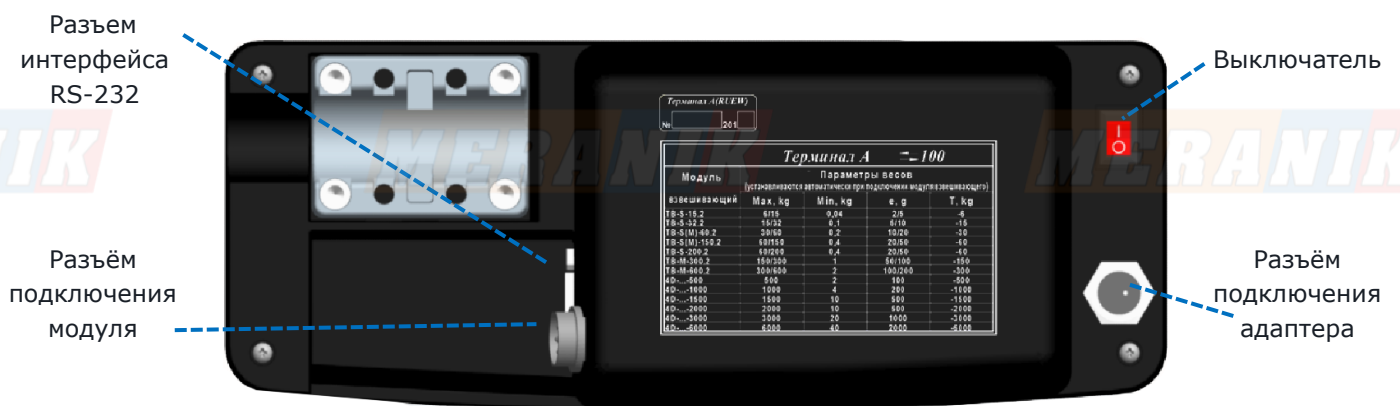 Разъем
интерфейса
RS-232
Выключатель
Разъём
подключения
модуля
Разъём
подключения
адаптера
MERANIK
Терминал А(RUEW)
№ 201
Терминал А 100
Модуль
взвешивающий
Параметры весов
(устанавливаются автоматически при подключении модуля взвешивающего)
Max, kg Min, kg e, g T, kg
TB-S-15.2 6/15 0,04 2/5 -6
TB-S-32.2 15/32 0,1 5/10 -15
TB-S(M)-60.2 30/60 0,2 10/20 -30
TB-S(M)-150.2 60/150 0,4 20/50 -60
TB-S-200.2 60/200 0,4 20/50 -60
TB-M-300.2 150/300 1 50/100 -150
TB-M-600.2 300/600 2 100/200 -300
4D-...-500 500 2 100 -500
4D-...-1000 1000 4 200 -1000
4D-...-1500 1500 10 500 -1500
4D-...-2000 2000 10 500 -2000
4D-...-3000 3000 20 1000 -3000
4D-...-6000 6000 40 2000 -6000